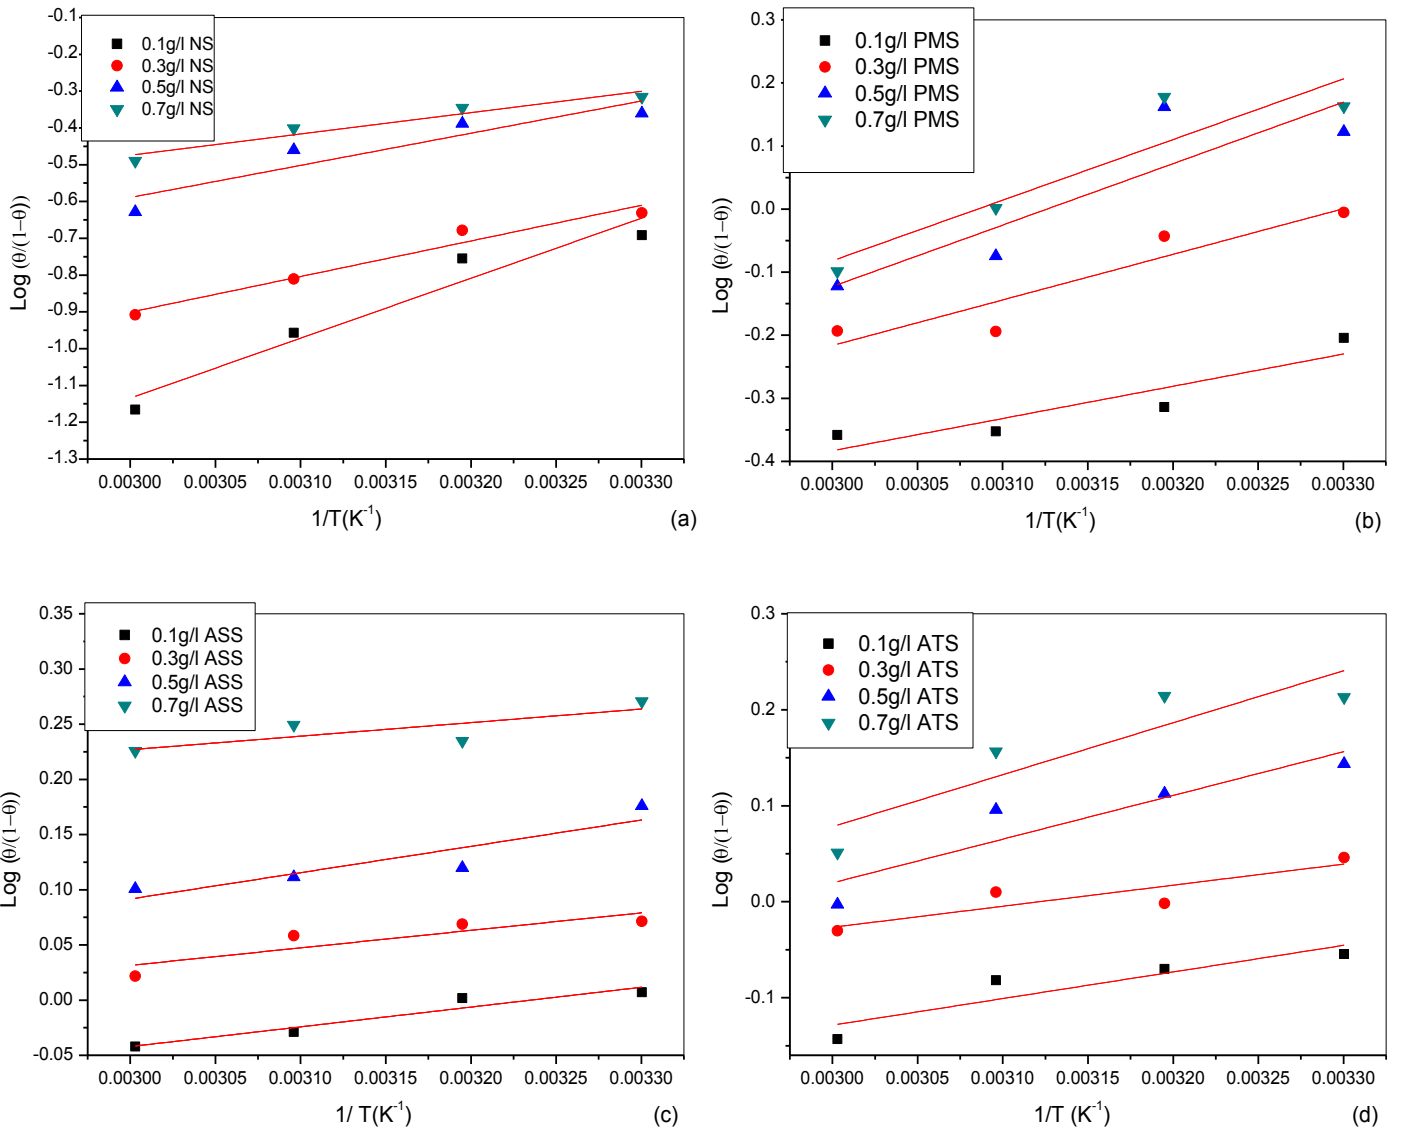 -0.1
0.1g/l NS
0.3g/l NS
0.5g/l NS
0.7g/l NS
-0.3
-0.4
-0.5
-0.6
-0.7
-0.8
-0.9
-1.0
-1.1
-1.2
-1.3
Log (θ/(1−θ))
0.00300 0.00305 0.00310 0.00315 0.00320 0.00325 0.00330
1/T(K⁻¹)
(a)
0.3
0.1g/l PMS
0.3g/l PMS
0.5g/l PMS
0.7g/l PMS
0.2
0.1
0.0
-0.1
-0.2
-0.3
-0.4
Log (θ/(1−θ))
0.00300 0.00305 0.00310 0.00315 0.00320 0.00325 0.00330
1/T(K⁻¹)
(b)
0.35
0.1g/l ASS
0.3g/l ASS
0.5g/l ASS
0.7g/l ASS
0.30
0.25
0.20
0.15
0.10
0.05
0.00
-0.05
Log (θ/(1−θ))
0.00300 0.00305 0.00310 0.00315 0.00320 0.00325 0.00330
1/ T(K⁻¹)
(c)
0.3
0.1g/l ATS
0.3g/l ATS
0.5g/l ATS
0.7g/l ATS
0.2
0.1
0.0
-0.1
Log (θ/(1−θ))
0.00300 0.00305 0.00310 0.00315 0.00320 0.00325 0.00330
1/T (K⁻¹)
(d)